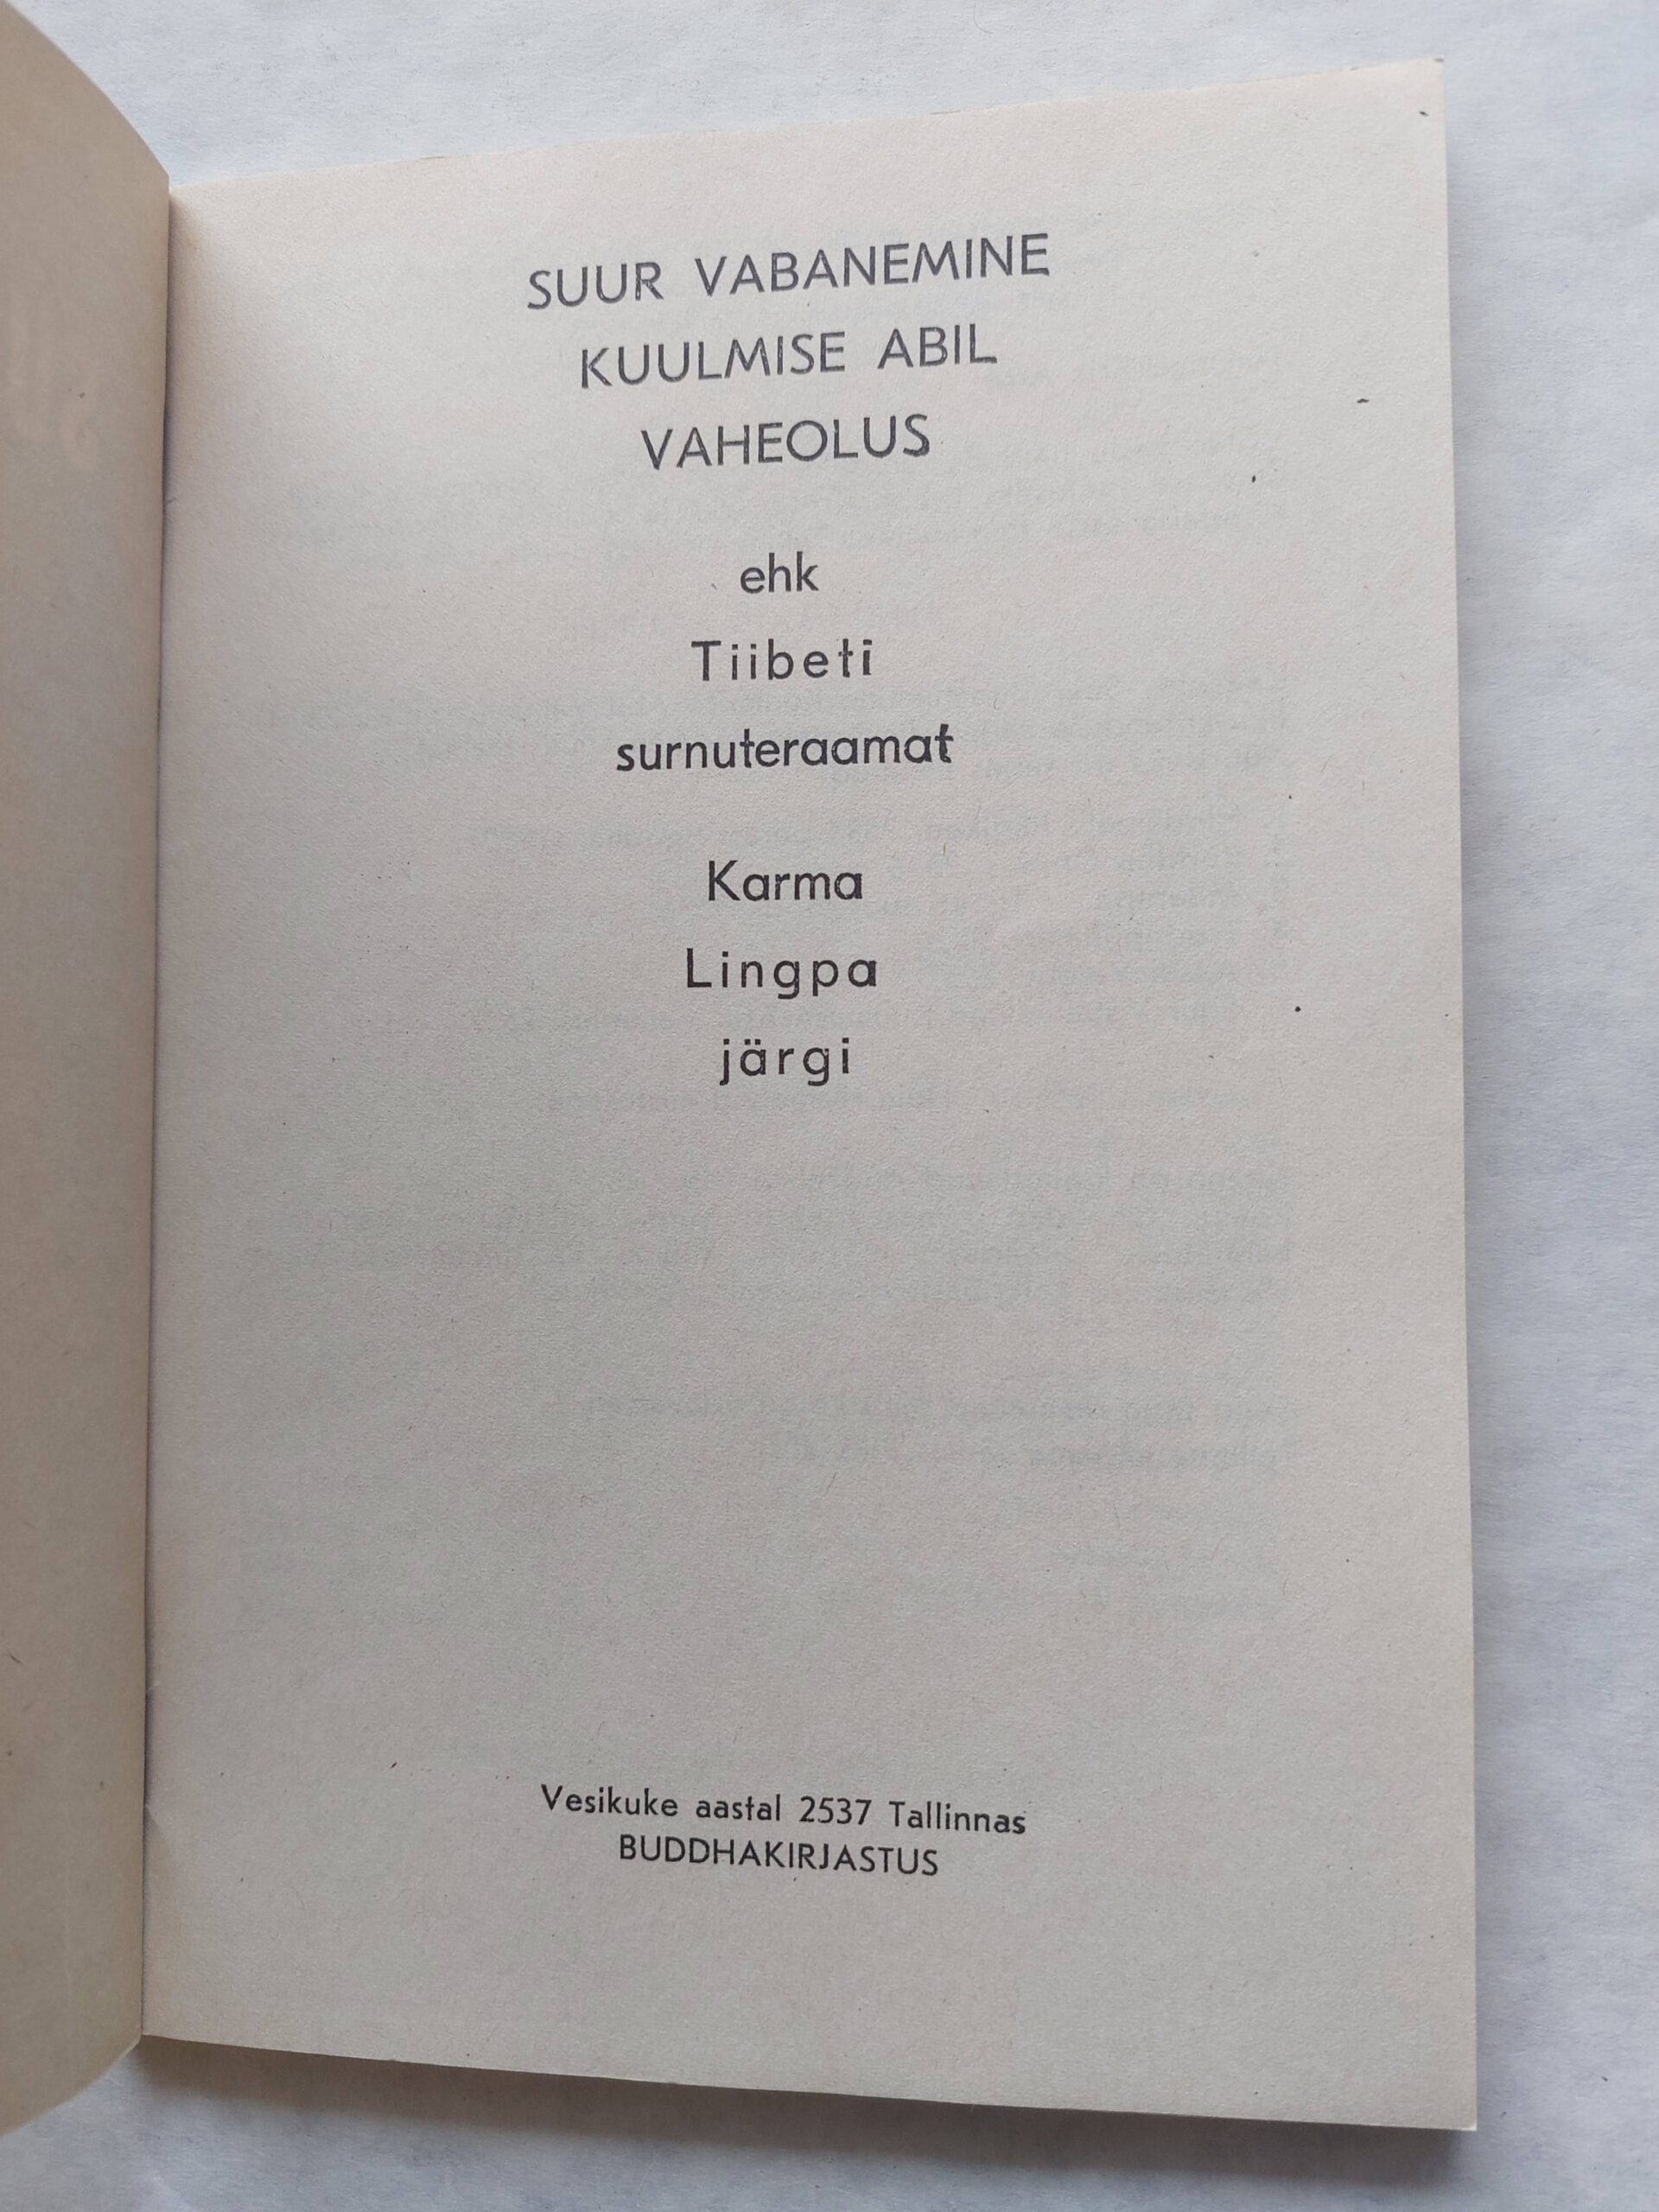 SUUR VABANEMINE
KUULMISE ABIL
VAHEOLUS
ehk
Tiibeti
surnuteraamat
Karma
Lingpa
järgi
Vesikuke aastal 2537 Tallinnas
BUDDHAKIRJASTUS